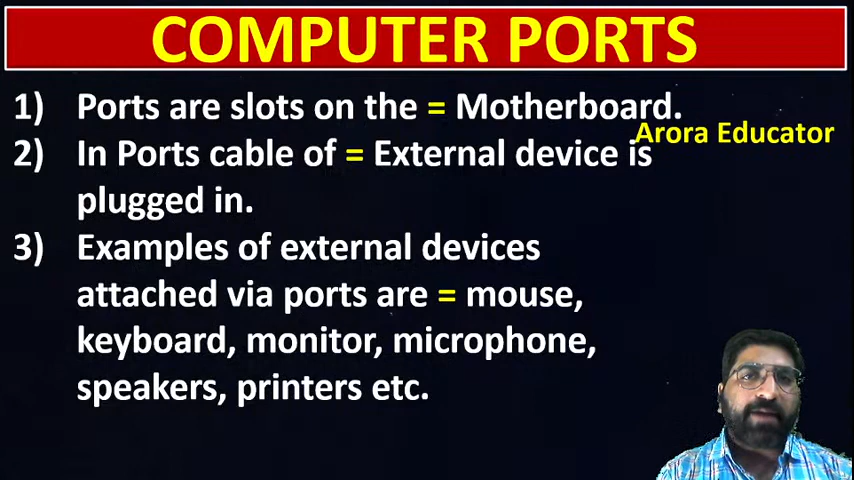 COMPUTER PORTS
1) Ports are slots on the = Motherboard.
Arora Educator
2) In Ports cable of = External device is
plugged in.
3) Examples of external devices
attached via ports are = mouse,
keyboard, monitor, microphone,
speakers, printers etc.